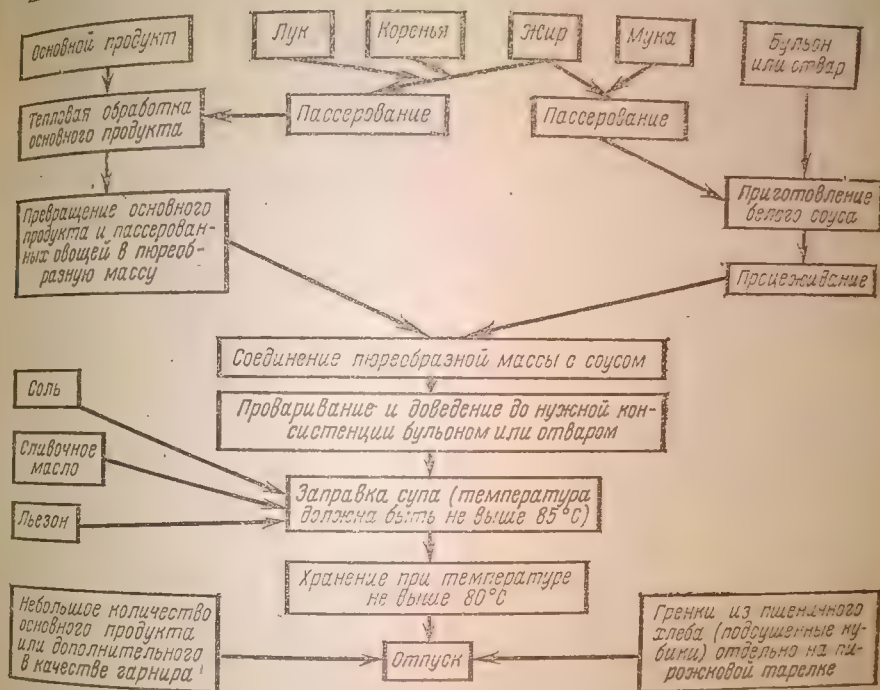 Основной продукт
Лук
Коренья
Жир
Мука
Бульон
или отвар
Тепловая обработка
основного продукта
Пассерование
Пассерование
Превращение основного
продукта и пассерован-
ных овощей в пюреоб-
разную массу
Приготовление
белого соуса
Процеживание
Соединение пюреобразной массы с соусом
Проваривание и доведение до нужной кон-
систенции бульоном или отваром
Соль
Сливочное
масло
Льезон
Заправка супа (температура
должна быть не выше 85°С)
Хранение при температуре
не выше 80°С
Небольшое количество
основного продукта
или дополнительного
в качестве гарнира
Отпуск
Гренки из пшеничного
хлеба (подсушенные ку-
бики) отдельно на пи-
рожковой тарелке